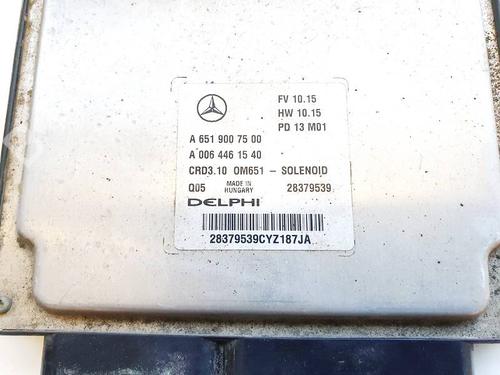 FV 10.15
HW 10.15
PD 13 M01
A 651 900 75 00
A 006 446 15 40
CRD3.10 OM651 – SOLENOID
Q05 MADE IN HUNGARY 28379539
DELPHI
28379539CYZ187JA